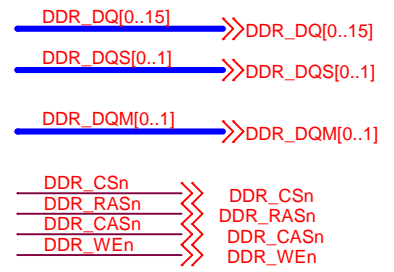 DDR_DQ[0..15] DDR_DQ[0..15]
DDR_DQS[0..1] DDR_DQS[0..1]
DDR_DQM[0..1] DDR_DQM[0..1]
DDR_CSn DDR_CSn
DDR_RASn DDR_RASn
DDR_CASn DDR_CASn
DDR_WEn DDR_WEn